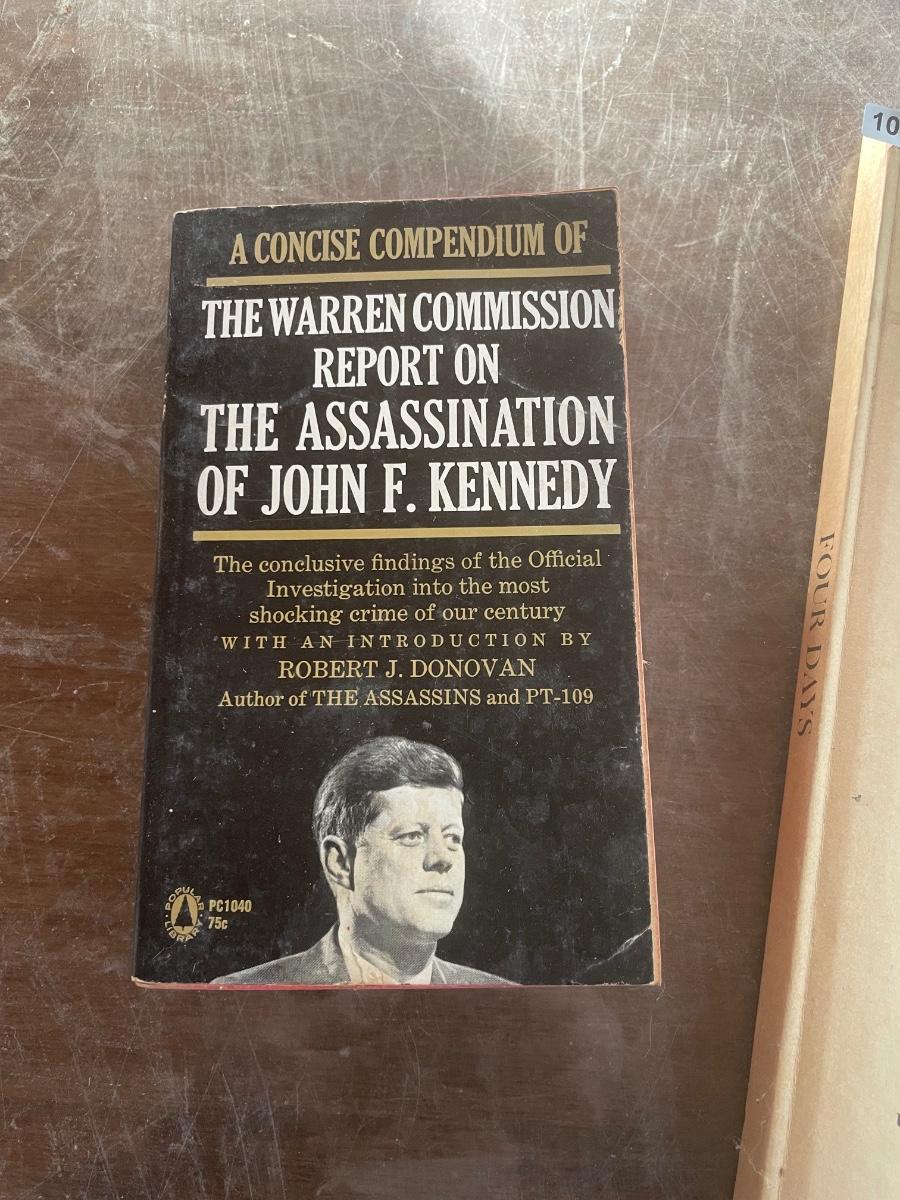 A CONCISE COMPENDIUM OF
THE WARREN COMMISSION
REPORT ON
THE ASSASSINATION
OF JOHN F. KENNEDY
The conclusive findings of the Official
Investigation into the most
shocking crime of our century
WITH AN INTRODUCTION BY
ROBERT J. DONOVAN
Author of THE ASSASSINS and PT-109
POPULAR
LIBRARY
PC1040
75c
10
FOUR DAYS